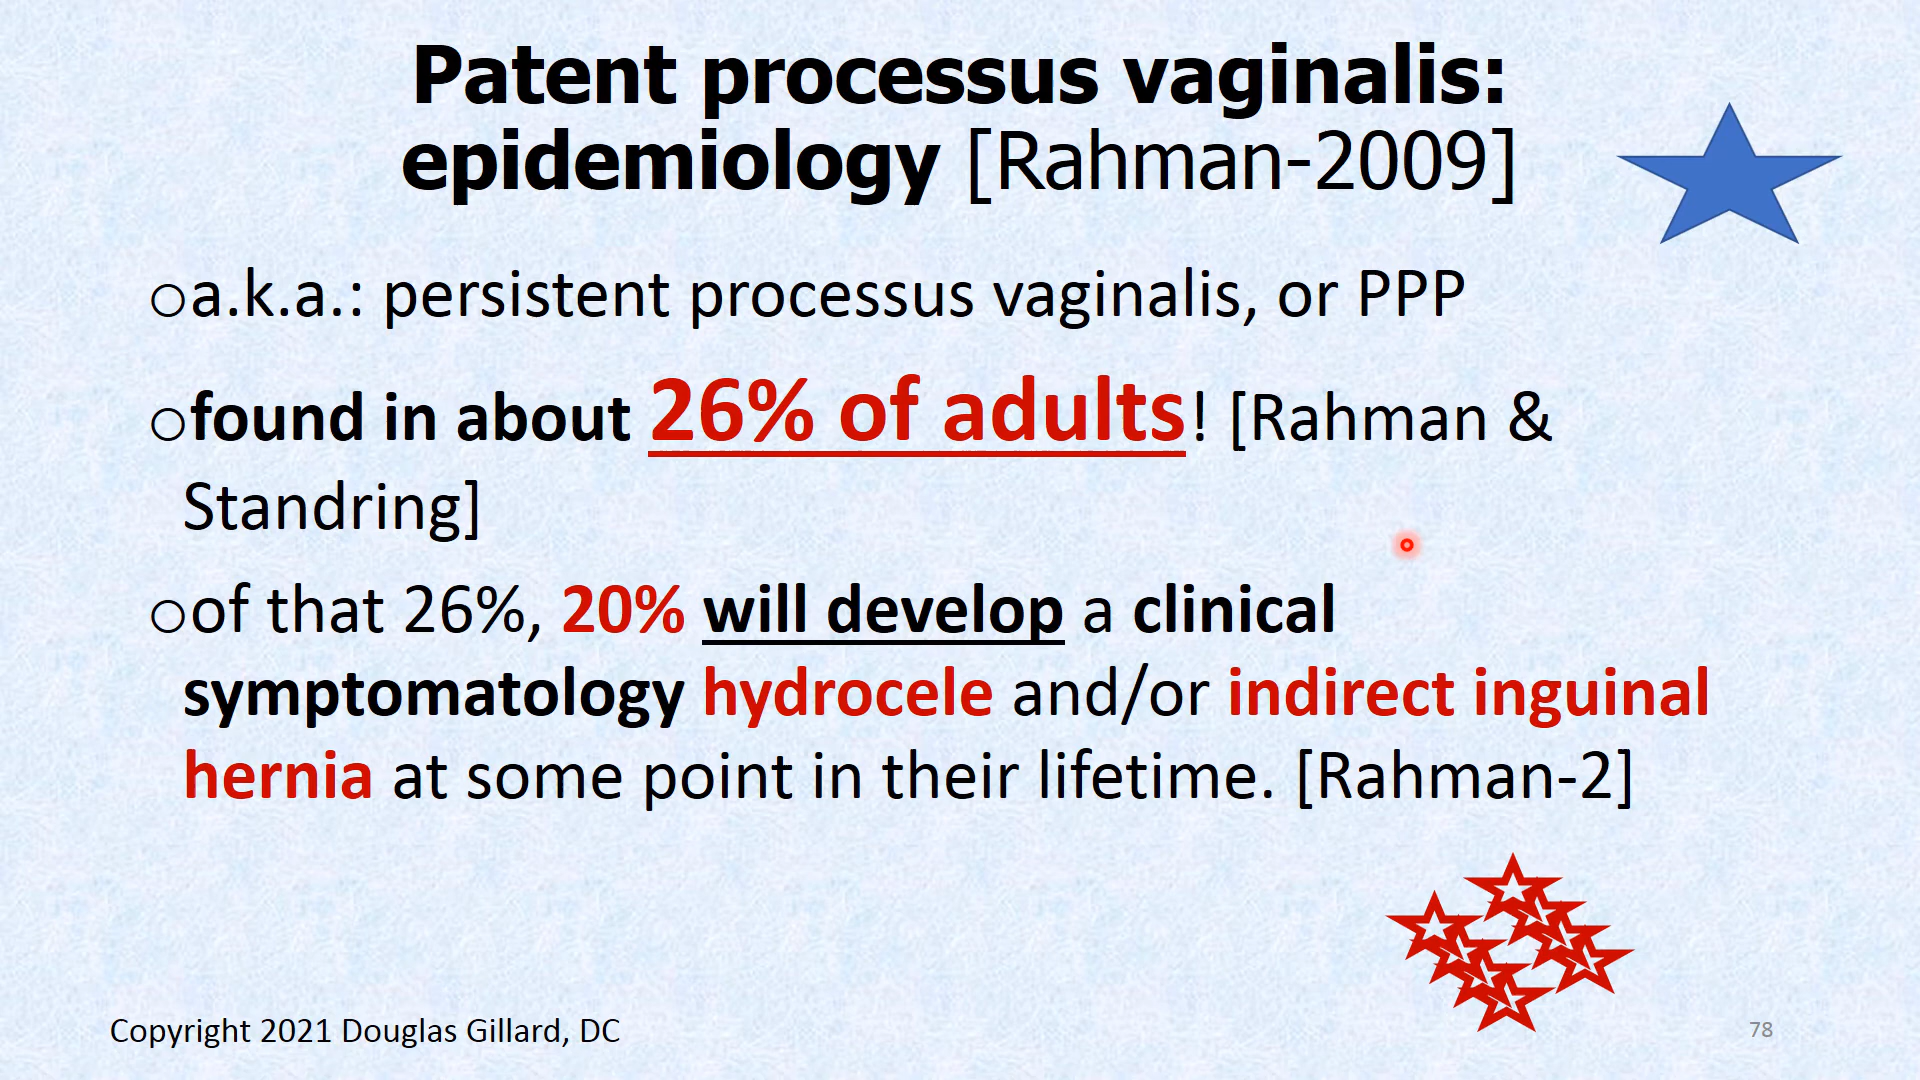 Patent processus vaginalis:
epidemiology [Rahman-2009]
oa.k.a.: persistent processus vaginalis, or PPP
ofound in about 26% of adults! [Rahman &
Standring]
oof that 26%, 20% will develop a clinical
symptomatology hydrocele and/or indirect inguinal
hernia at some point in their lifetime. [Rahman-2]
Copyright 2021 Douglas Gillard, DC
78